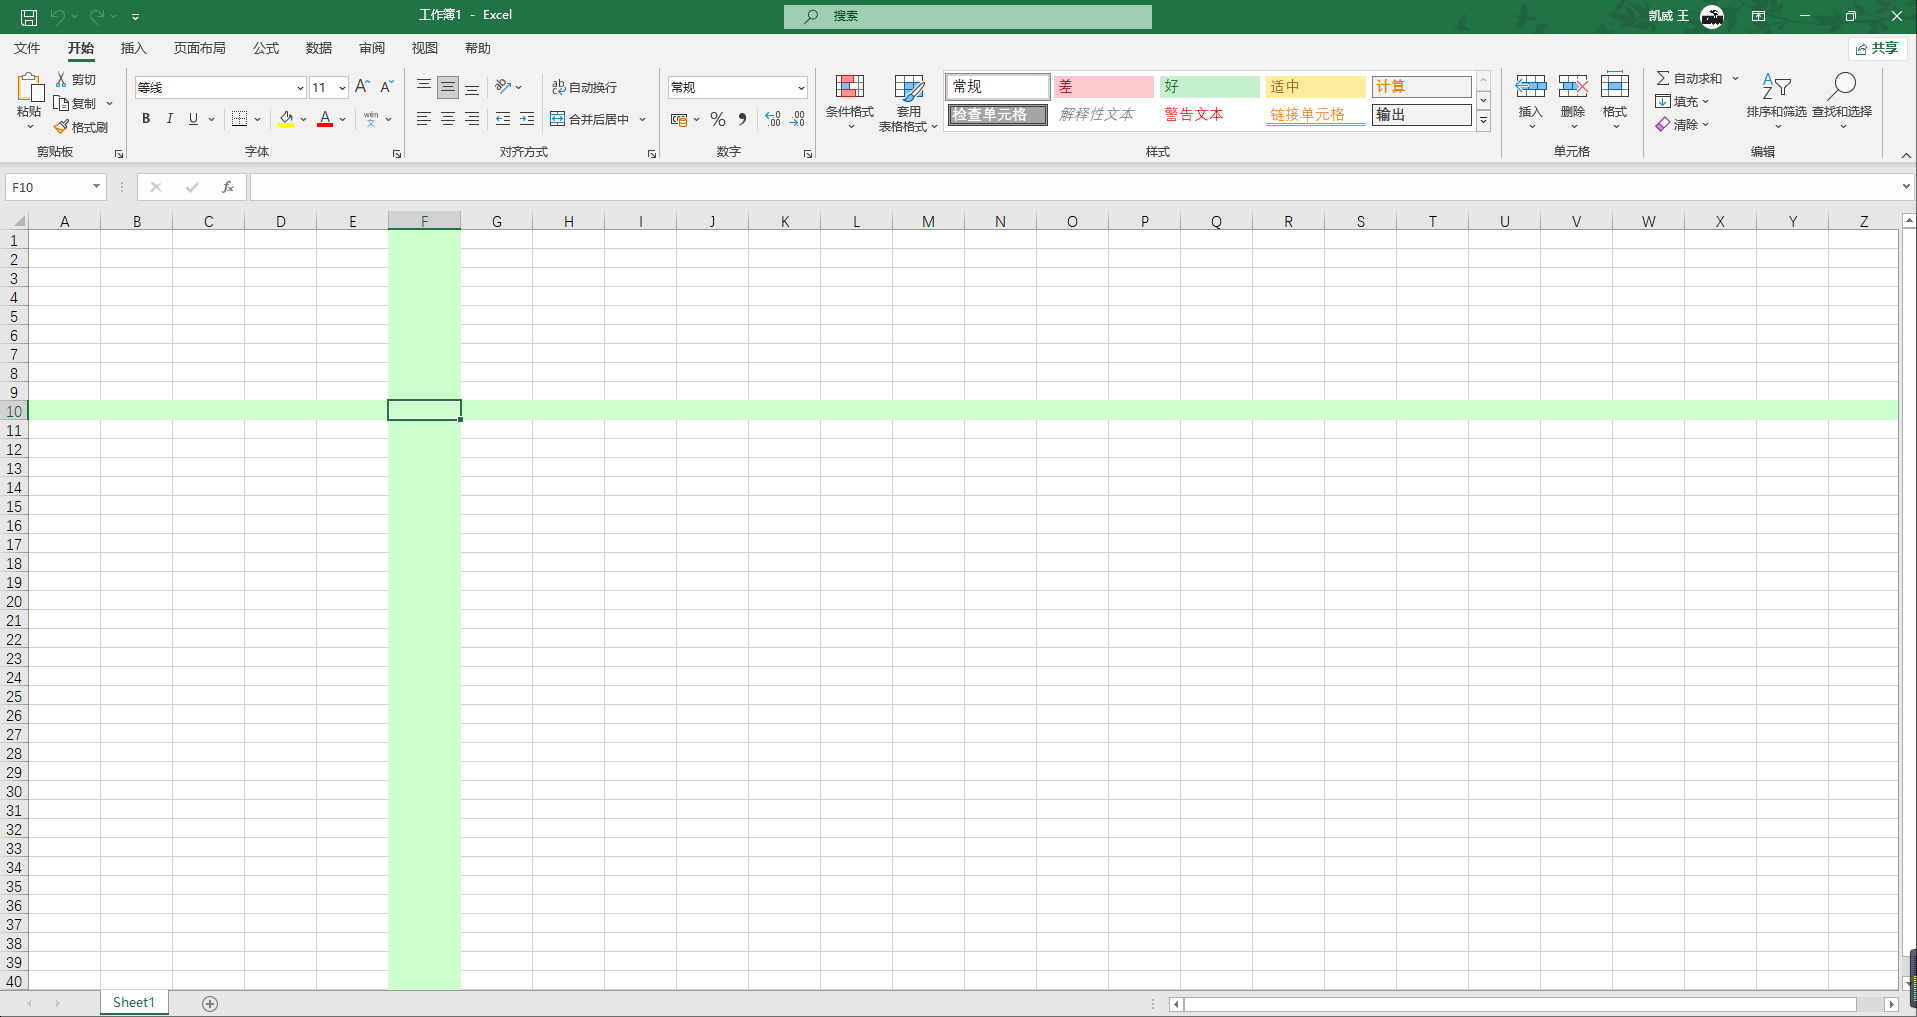 工作簿1 - Excel
搜索
凯威 王
文件 开始 插入 页面布局 公式 数据 审阅 视图 帮助
共享
粘贴
剪切
复制
格式刷
剪贴板
等线 11 A A
B I U A wén 文
字体
ab 自动换行
合并后居中
对齐方式
常规
% , .00 .00
数字
条件格式
套用
表格格式
常规 差 好 适中 计算
检查单元格 解释性文本 警告文本 链接单元格 输出
样式
插入 删除 格式
单元格
自动求和
填充
清除
排序和筛选 查找和选择
编辑
F10 fx
A B C D E F G H I J K L M N O P Q R S T U V W X Y Z
1
2
3
4
5
6
7
8
9
10
11
12
13
14
15
16
17
18
19
20
21
22
23
24
25
26
27
28
29
30
31
32
33
34
35
36
37
38
39
40
Sheet1